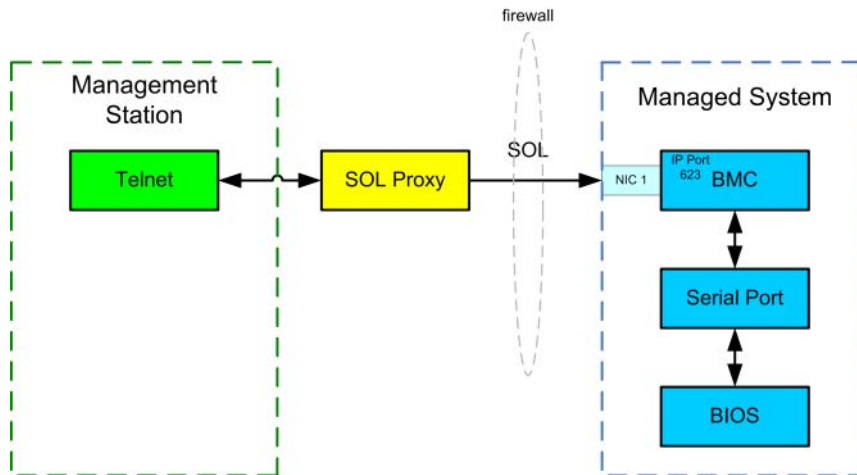 firewall
Management
Station
Managed System
Telnet
SOL Proxy
SOL
NIC 1
IP Port
623
BMC
Serial Port
BIOS